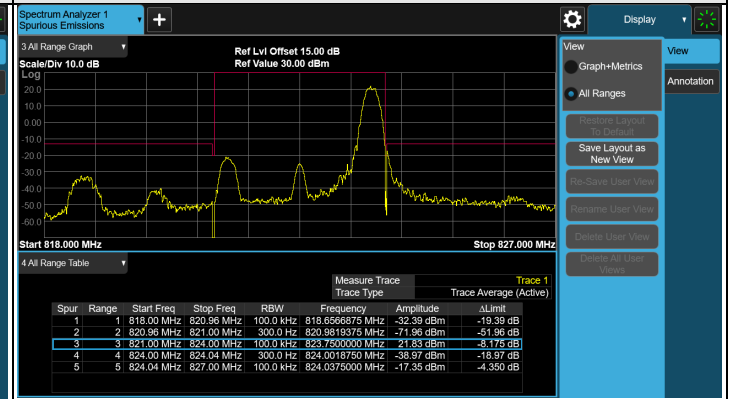 Spectrum Analyzer 1
Spurious Emissions
Display
3 All Range Graph
Ref Lvl Offset 15.00 dB
Scale/Div 10.0 dB
Ref Value 30.00 dBm
Log
20.0
10.0
0.00
-10.0
-20.0
-30.0
-40.0
-50.0
-60.0
Start 818.000 MHz
Stop 827.000 MHz
4 All Range Table
Measure Trace Trace 1
Trace Type Trace Average (Active)
Spur Range Start Freq Stop Freq RBW Frequency Amplitude ΔLimit
1 1 818.00 MHz 820.96 MHz 100.0 kHz 818.6566875 MHz -32.39 dBm -19.39 dB
2 2 820.96 MHz 821.00 MHz 300.0 Hz 820.9819375 MHz -71.96 dBm -51.96 dB
3 3 821.00 MHz 824.00 MHz 100.0 kHz 823.7500000 MHz 21.83 dBm -8.175 dB
4 4 824.00 MHz 824.04 MHz 300.0 Hz 824.0018750 MHz -38.97 dBm -18.97 dB
5 5 824.04 MHz 827.00 MHz 100.0 kHz 824.0375000 MHz -17.35 dBm -4.350 dB
View
Graph+Metrics
All Ranges
Restore Layout
To Default
Save Layout as
New View
Re-Save User View
Rename User View
Delete User View
Delete All User
Views
View
Annotation